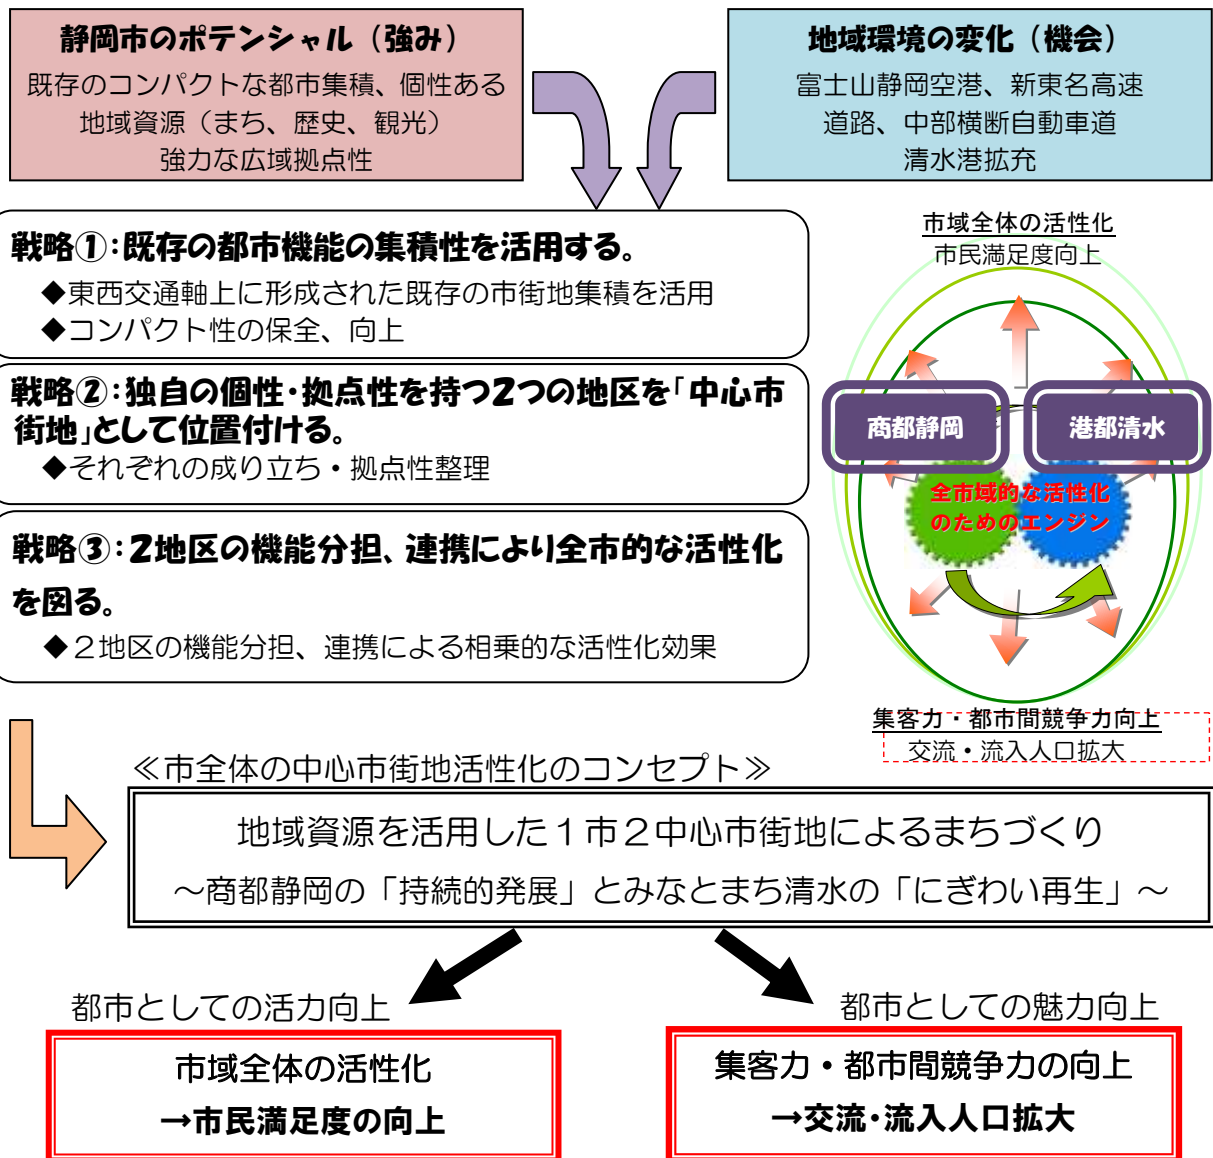 静岡市のポテンシャル（強み）
既存のコンパクトな都市集積、個性ある
地域資源（まち、歴史、観光）
強力な広域拠点性
地域環境の変化（機会）
富士山静岡空港、新東名高速
道路、中部横断自動車道
清水港拡充
戦略①：既存の都市機能の集積性を活用する。
◆東西交通軸上に形成された既存の市街地集積を活用
◆コンパクト性の保全、向上
戦略②：独自の個性・拠点性を持つ2つの地区を「中心市
街地」として位置付ける。
◆それぞれの成り立ち・拠点性整理
戦略③：2地区の機能分担、連携により全市的な活性化
を図る。
◆２地区の機能分担、連携による相乗的な活性化効果
市域全体の活性化
市民満足度向上
商都静岡
港都清水
全市域的な活性化
のためのエンジン
集客力・都市間競争力向上
交流・流入人口拡大
≪市全体の中心市街地活性化のコンセプト≫
地域資源を活用した１市２中心市街地によるまちづくり
～商都静岡の「持続的発展」とみなとまち清水の「にぎわい再生」～
都市としての活力向上
市域全体の活性化
→市民満足度の向上
都市としての魅力向上
集客力・都市間競争力の向上
→交流・流入人口拡大